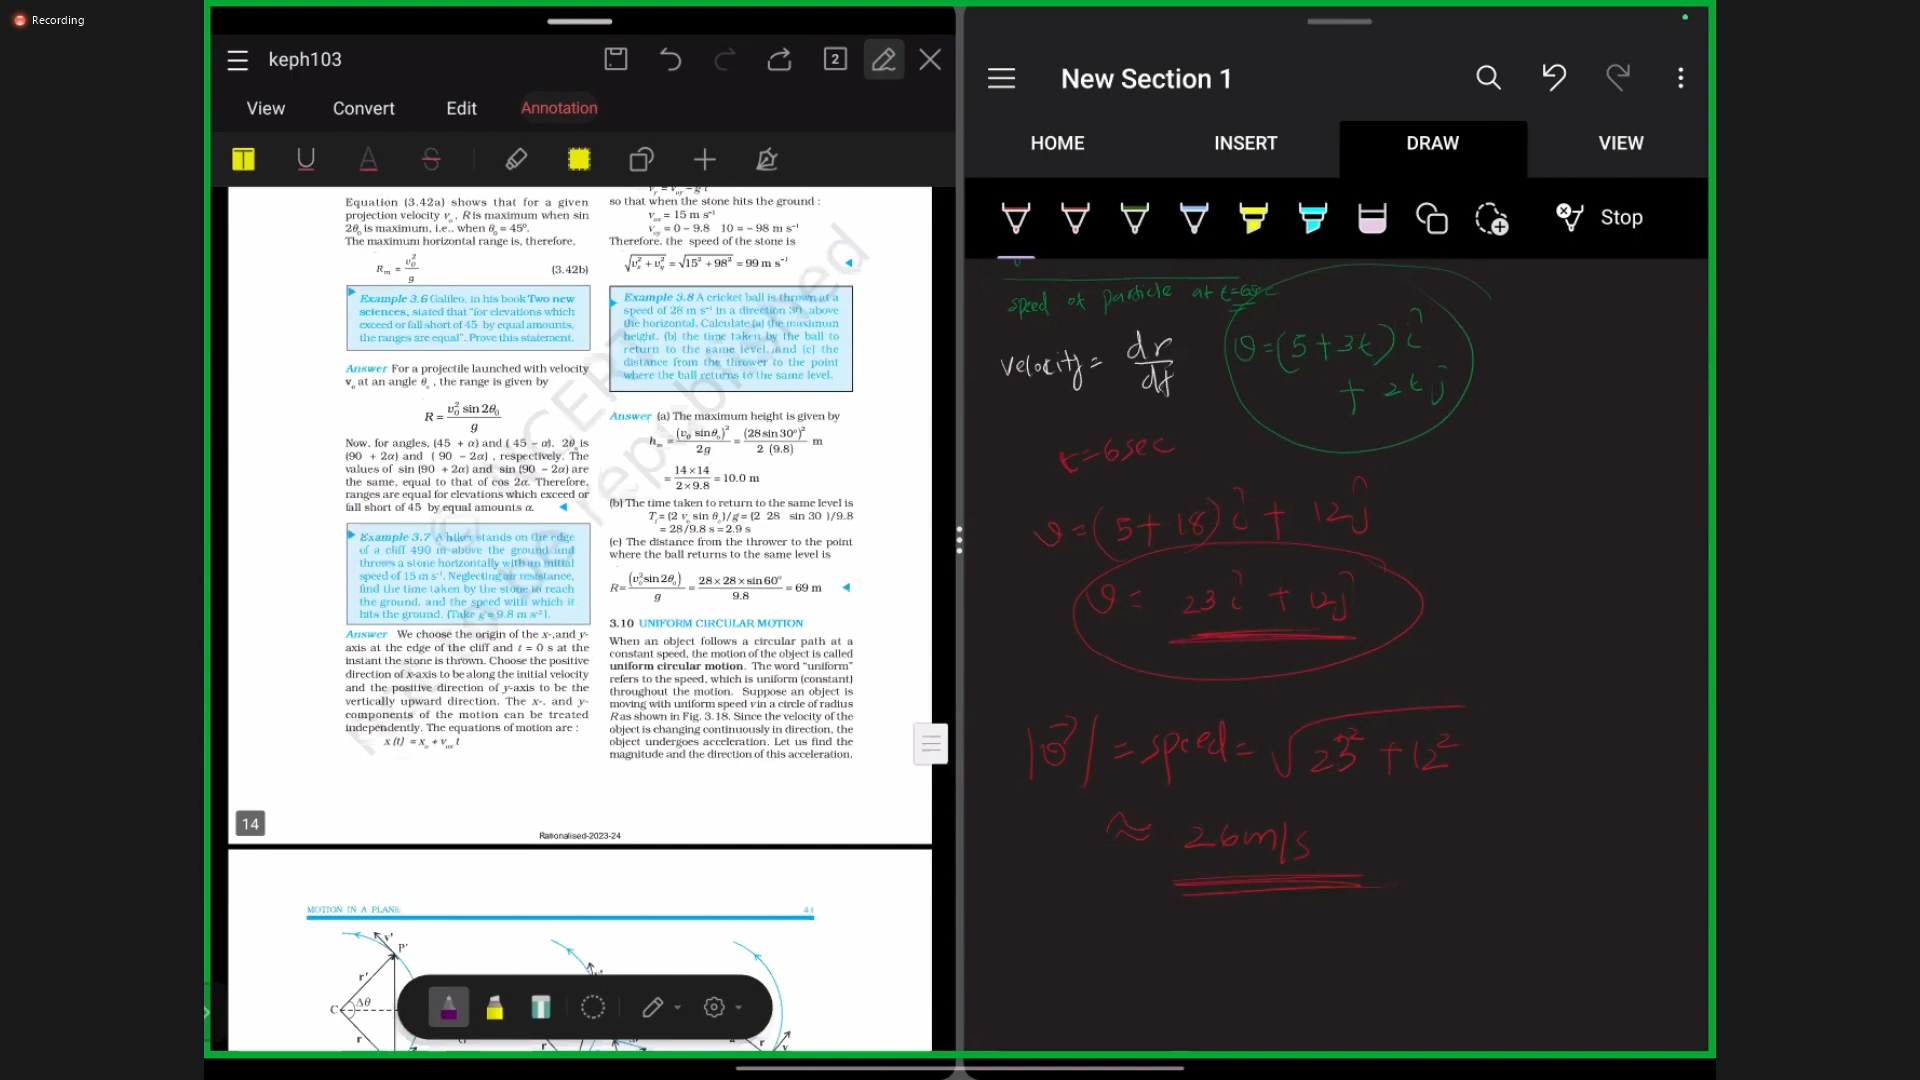 Recording
keph103
2
View Convert Edit Annotation
Equation (3.42a) shows that for a given
projection velocity vₒ, R is maximum when sin
2θ₀ is maximum, i.e., when θ₀ = 45°.
The maximum horizontal range is, therefore,
Rₘ = v₀²/g (3.42b)
Example 3.6 Galileo, in his book Two new
sciences, stated that "for elevations which
exceed or fall short of 45 by equal amounts,
the ranges are equal". Prove this statement.
Answer For a projectile launched with velocity
vₒ at an angle θₒ, the range is given by
R = v₀² sin 2θ₀ / g
Now, for angles, (45 + α) and ( 45 – α), 2θₒ is
(90 + 2α) and ( 90 – 2α) , respectively. The
values of sin (90 + 2α) and sin (90 – 2α) are
the same, equal to that of cos 2α. Therefore,
ranges are equal for elevations which exceed or
fall short of 45 by equal amounts α.
Example 3.7 A hiker stands on the edge
of a cliff 490 m above the ground and
throws a stone horizontally with an initial
speed of 15 m s⁻¹. Neglecting air resistance,
find the time taken by the stone to reach
the ground, and the speed with which it
hits the ground. (Take g = 9.8 m s⁻²).
Answer We choose the origin of the x-,and y-
axis at the edge of the cliff and t = 0 s at the
instant the stone is thrown. Choose the positive
direction of x-axis to be along the initial velocity
and the positive direction of y-axis to be the
vertically upward direction. The x-, and y-
components of the motion can be treated
independently. The equations of motion are :
x (t) = xₒ + vₒₓ t
so that when the stone hits the ground :
vₒₓ = 15 m s⁻¹
vₒᵧ = 0 – 9.8 10 = – 98 m s⁻¹
Therefore, the speed of the stone is
√(vₓ² + vᵧ²) = √(15² + 98²) = 99 m s⁻¹
Example 3.8 A cricket ball is thrown at a
speed of 28 m s⁻¹ in a direction 30 above
the horizontal. Calculate (a) the maximum
height, (b) the time taken by the ball to
return to the same level, and (c) the
distance from the thrower to the point
where the ball returns to the same level.
Answer (a) The maximum height is given by
hₘ = (v₀ sinθₒ)²/2g = (28 sin 30°)²/2 (9.8) m
= 14 × 14/2 × 9.8 = 10.0 m
(b) The time taken to return to the same level is
T_f = (2 vₒ sin θₒ)/g = (2 28 sin 30 )/9.8
= 28/9.8 s = 2.9 s
(c) The distance from the thrower to the point
where the ball returns to the same level is
R = (v₀² sin 2θₒ)/g = 28 × 28 × sin 60°/9.8 = 69 m
3.10 UNIFORM CIRCULAR MOTION
When an object follows a circular path at a
constant speed, the motion of the object is called
uniform circular motion. The word "uniform"
refers to the speed, which is uniform (constant)
throughout the motion. Suppose an object is
moving with uniform speed v in a circle of radius
R as shown in Fig. 3.18. Since the velocity of the
object is changing continuously in direction, the
object undergoes acceleration. Let us find the
magnitude and the direction of this acceleration.
14
Rationalised-2023-24
MOTION IN A PLANE 41
v'
P'
r'
C Δθ
r
New Section 1
HOME INSERT DRAW VIEW
Stop
speed of particle at t=6sec
velocity = dr/dt
v = (5+3t) î
+ 2t ĵ
t=6sec
v = (5+18) î + 12ĵ
v = 23î + 12ĵ
|v⃗| = speed = √23² + 12²
≈ 26m/s